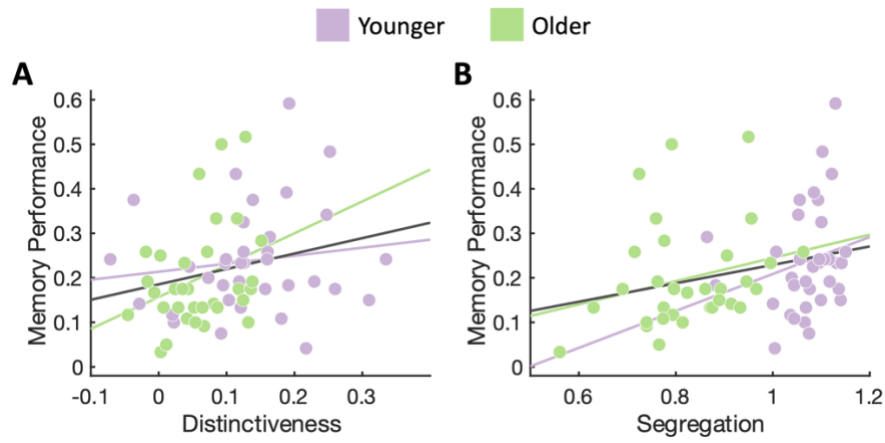 Younger Older
A B
Memory Performance
0.6
0.5
0.4
0.3
0.2
0.1
0
-0.1 0 0.1 0.2 0.3
Distinctiveness
Memory Performance
0.6
0.5
0.4
0.3
0.2
0.1
0
0.6 0.8 1 1.2
Segregation